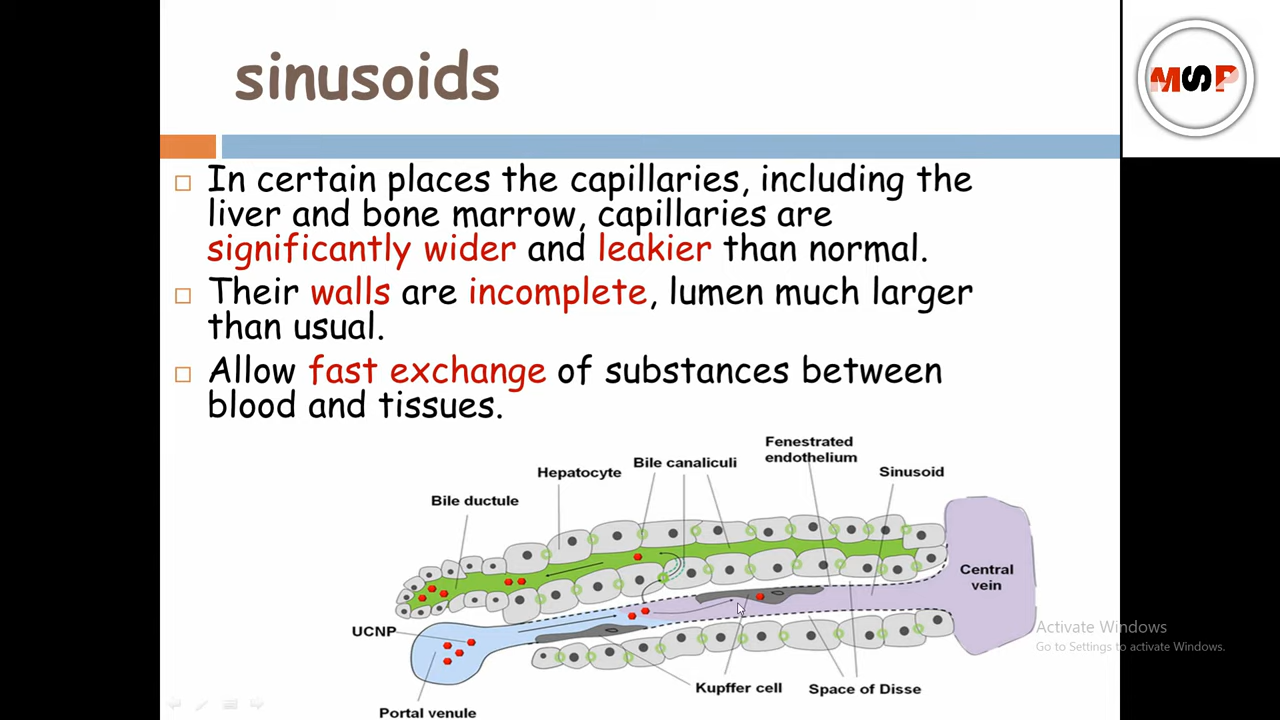 sinusoids
MSP
In certain places the capillaries, including the
liver and bone marrow, capillaries are
significantly wider and leakier than normal.
Their walls are incomplete, lumen much larger
than usual.
Allow fast exchange of substances between
blood and tissues.
Fenestrated
endothelium
Bile canaliculi
Sinusoid
Hepatocyte
Bile ductule
Central
vein
UCNP
Activate Windows
Go to Settings to activate Windows.
Kupffer cell
Space of Disse
Portal venule